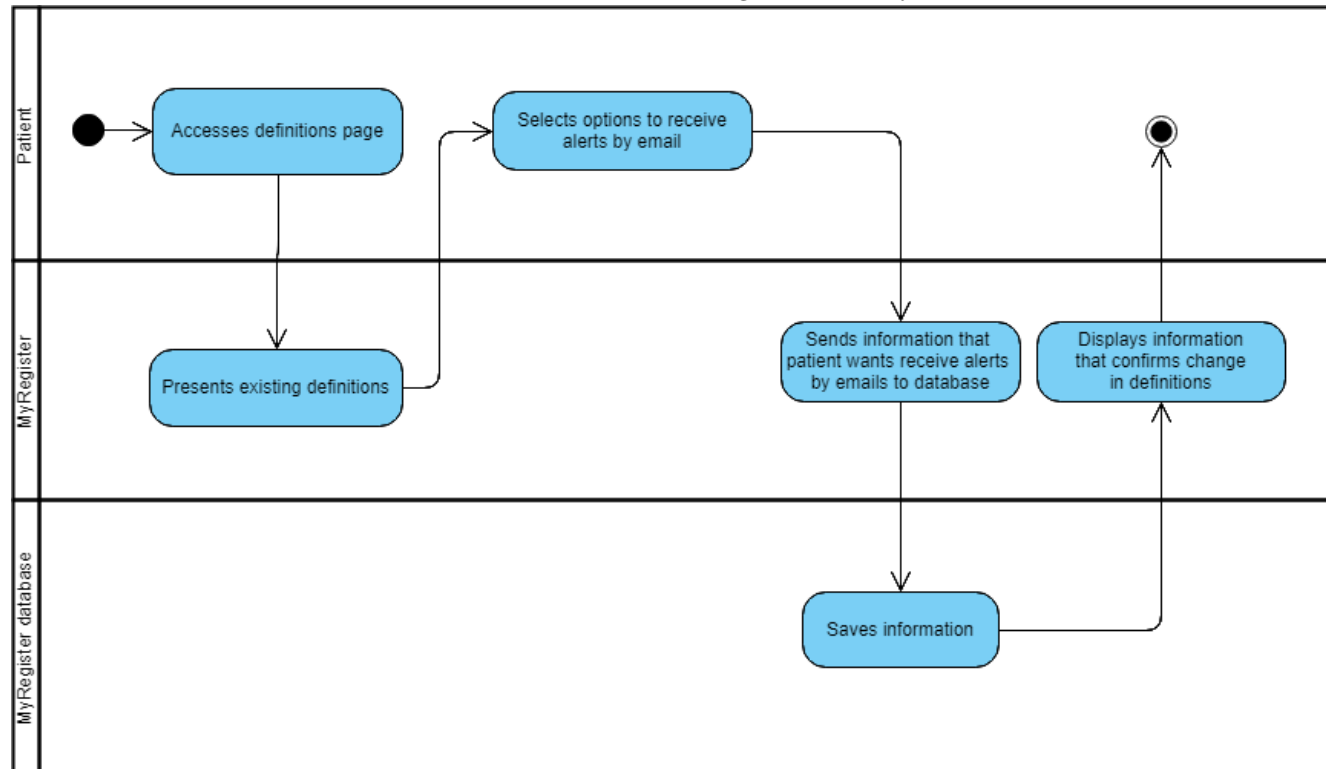 Patient
Accesses definitions page
Selects options to receive
alerts by email
MyRegister
Presents existing definitions
Sends information that
patient wants receive alerts
by emails to database
Displays information
that confirms change
in definitions
MyRegister database
Saves information